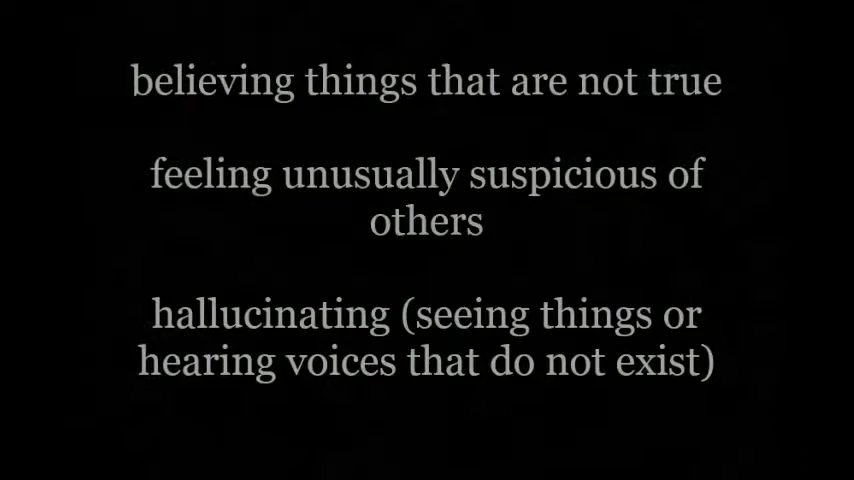 believing things that are not true
feeling unusually suspicious of
others
hallucinating (seeing things or
hearing voices that do not exist)